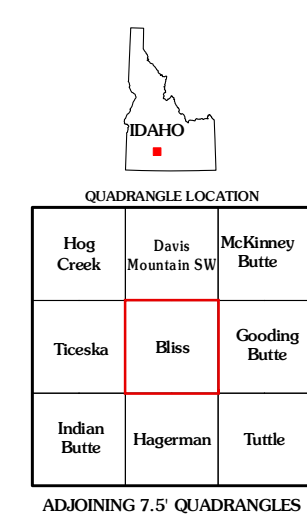 IDAHO
QUADRANGLE LOCATION
Hog
Creek
Davis
Mountain SW
McKinney
Butte
Ticeska
Bliss
Gooding
Butte
Indian
Butte
Hagerman
Tuttle
ADJOINING 7.5' QUADRANGLES